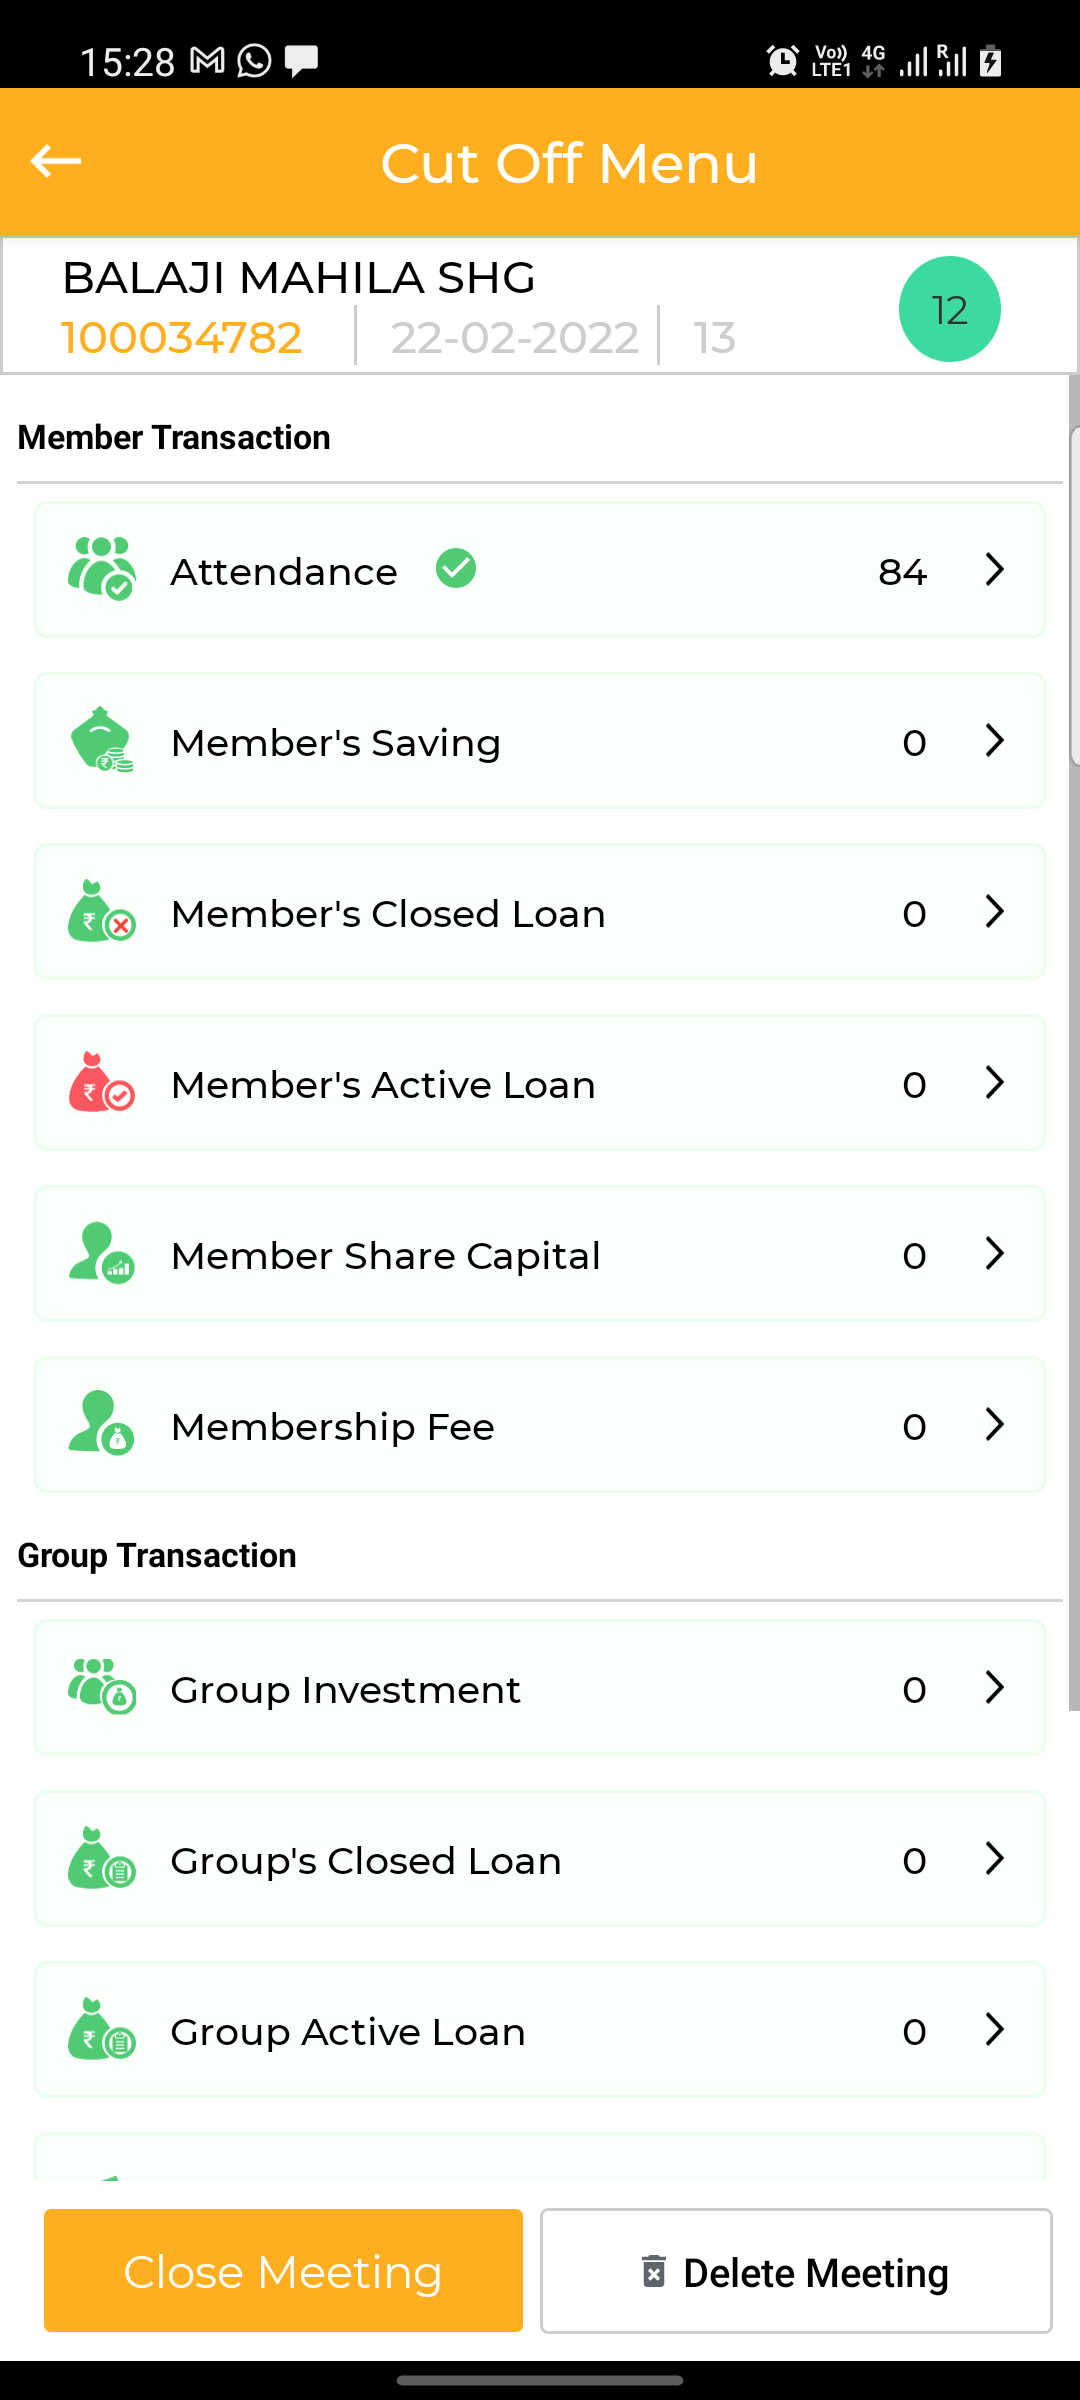 15:28
Vo)) LTE1 4G R
Cut Off Menu
BALAJI MAHILA SHG
100034782 22-02-2022 13
12
Member Transaction
Attendance 84
Member's Saving 0
Member's Closed Loan 0
Member's Active Loan 0
Member Share Capital 0
Membership Fee 0
Group Transaction
Group Investment 0
Group's Closed Loan 0
Group Active Loan 0
Close Meeting
Delete Meeting